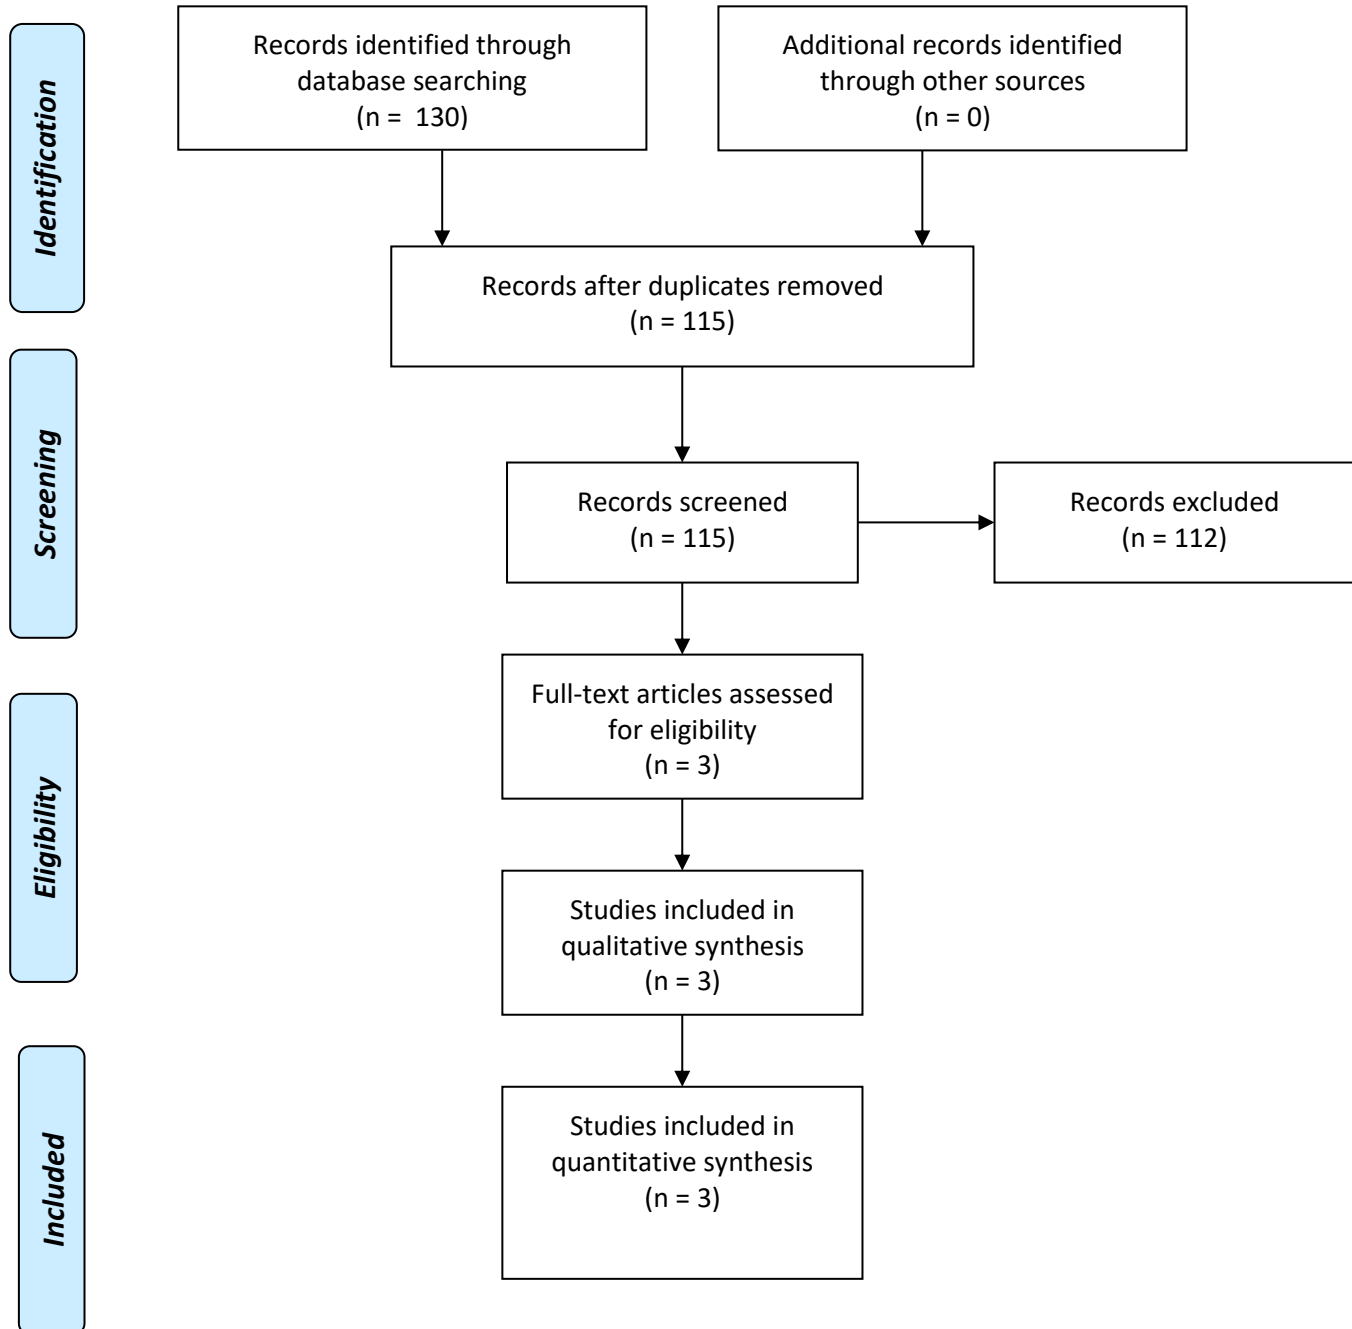 Identification
Records identified through
database searching
(n =  130)
Additional records identified
through other sources
(n = 0)
Records after duplicates removed
(n = 115)
Screening
Records screened
(n = 115)
Records excluded
(n = 112)
Eligibility
Full-text articles assessed
for eligibility
(n = 3)
Studies included in
qualitative synthesis
(n = 3)
Included
Studies included in
quantitative synthesis
(n = 3)